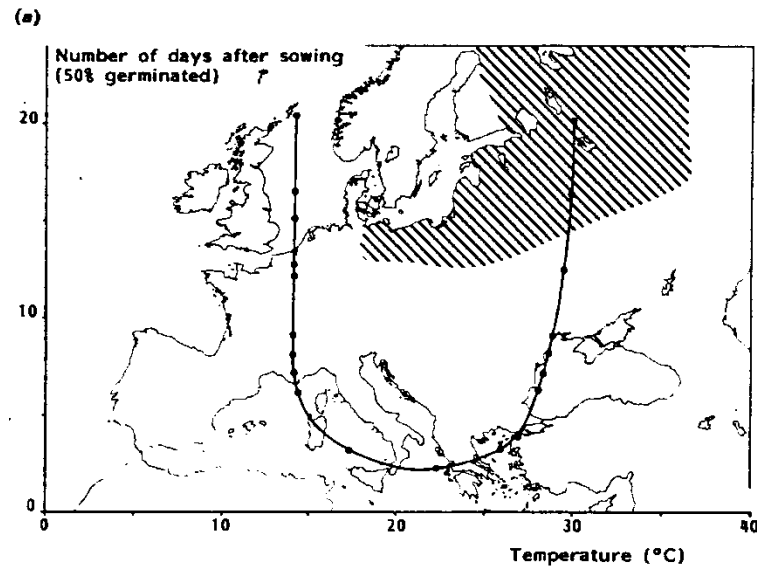 (a)
Number of days after sowing
(50% germinated)
20
10
0
0 10 20 30 40
Temperature (°C)